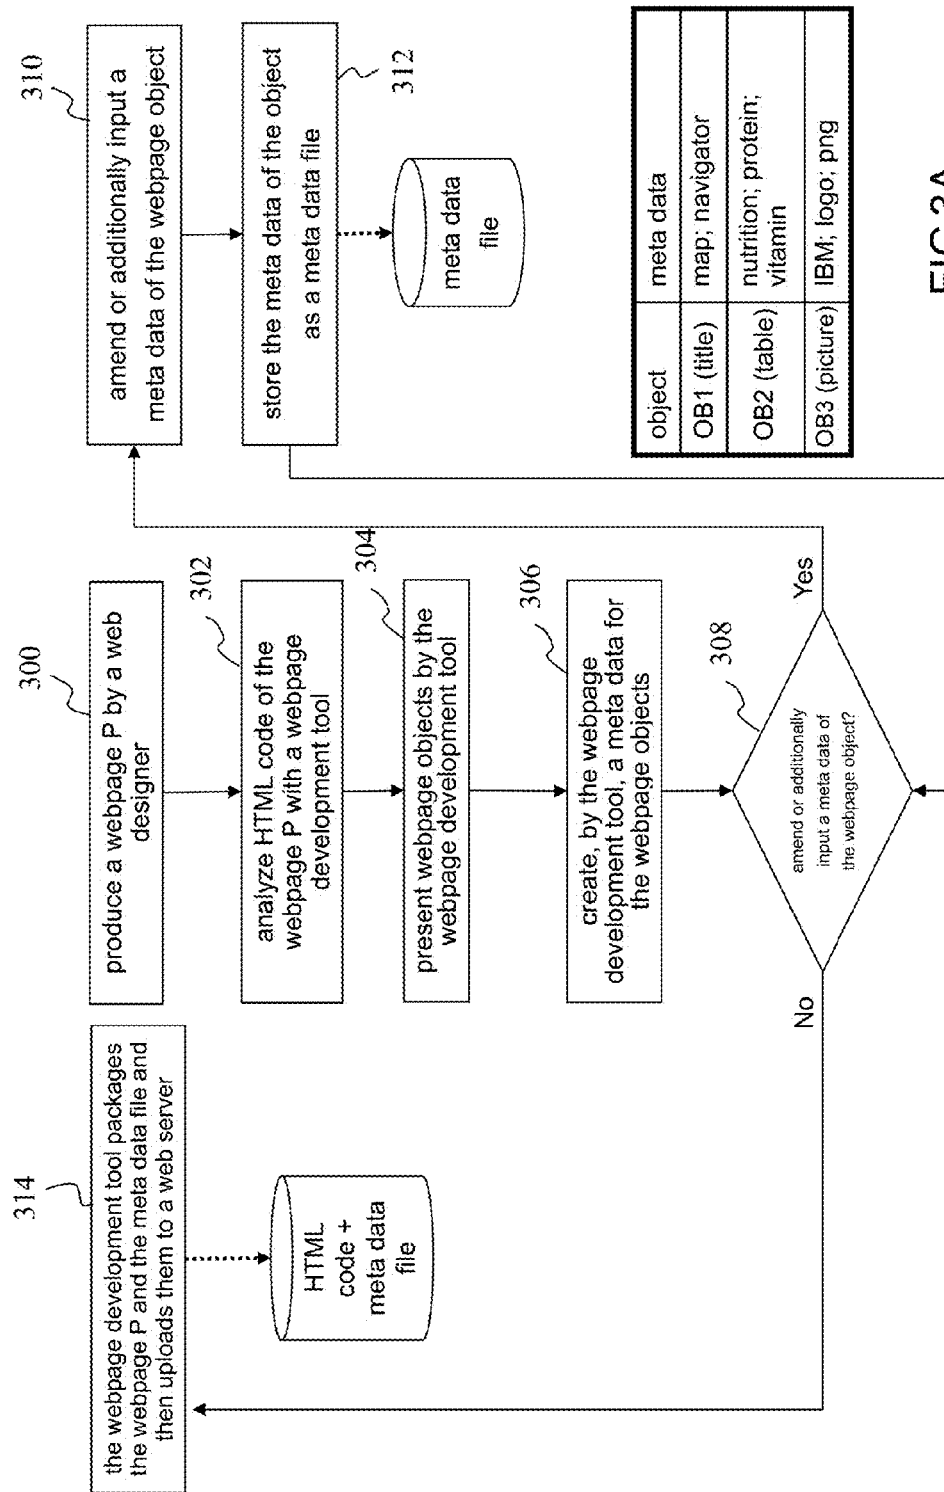 314
the webpage development tool packages
the webpage P and the meta data file and
then uploads them to a web server
HTML
code +
meta data
file
300
produce a webpage P by a web
designer
302
analyze HTML code of the
webpage P with a webpage
development tool
304
present webpage objects by the
webpage development tool
306
create, by the webpage
development tool, a meta data for
the webpage objects
308
amend or additionally
input a meta data of
the webpage object?
No
Yes
310
amend or additionally input a
meta data of the webpage object
312
store the meta data of the object
as a meta data file
meta data
file
object meta data
OB1 (title) map; navigator
OB2 (table) nutrition; protein;
vitamin
OB3 (picture) IBM; logo; png
FIG.3A